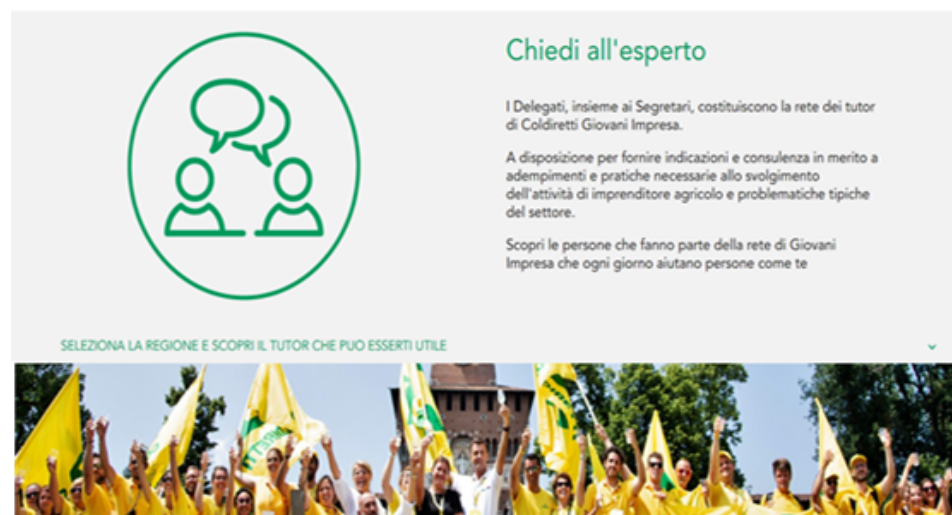 Chiedi all'esperto
I Delegati, insieme ai Segretari, costituiscono la rete dei tutor
di Coldiretti Giovani Impresa.
A disposizione per fornire indicazioni e consulenza in merito a
adempimenti e pratiche necessarie allo svolgimento
dell'attività di imprenditore agricolo e problematiche tipiche
del settore.
Scopri le persone che fanno parte della rete di Giovani
Impresa che ogni giorno aiutano persone come te
SELEZIONA LA REGIONE E SCOPRI IL TUTOR CHE PUO ESSERTI UTILE